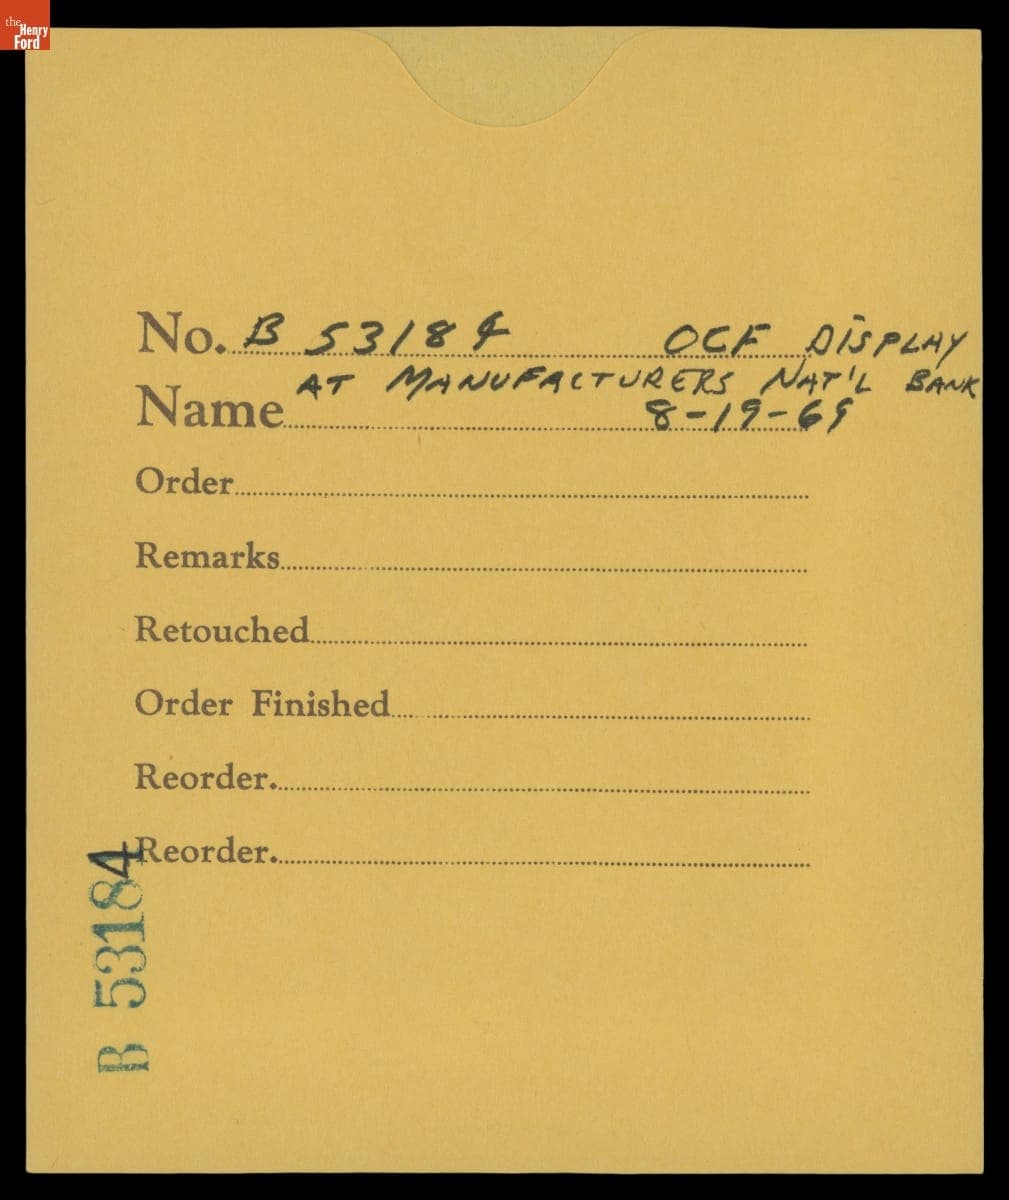 the
Henry
Ford
No. B 53184 OCF DISPLAY
AT MANUFACTURERS NAT'L BANK
Name 8-19-69
Order
Remarks
Retouched
Order Finished
Reorder.
Reorder.
B 53184